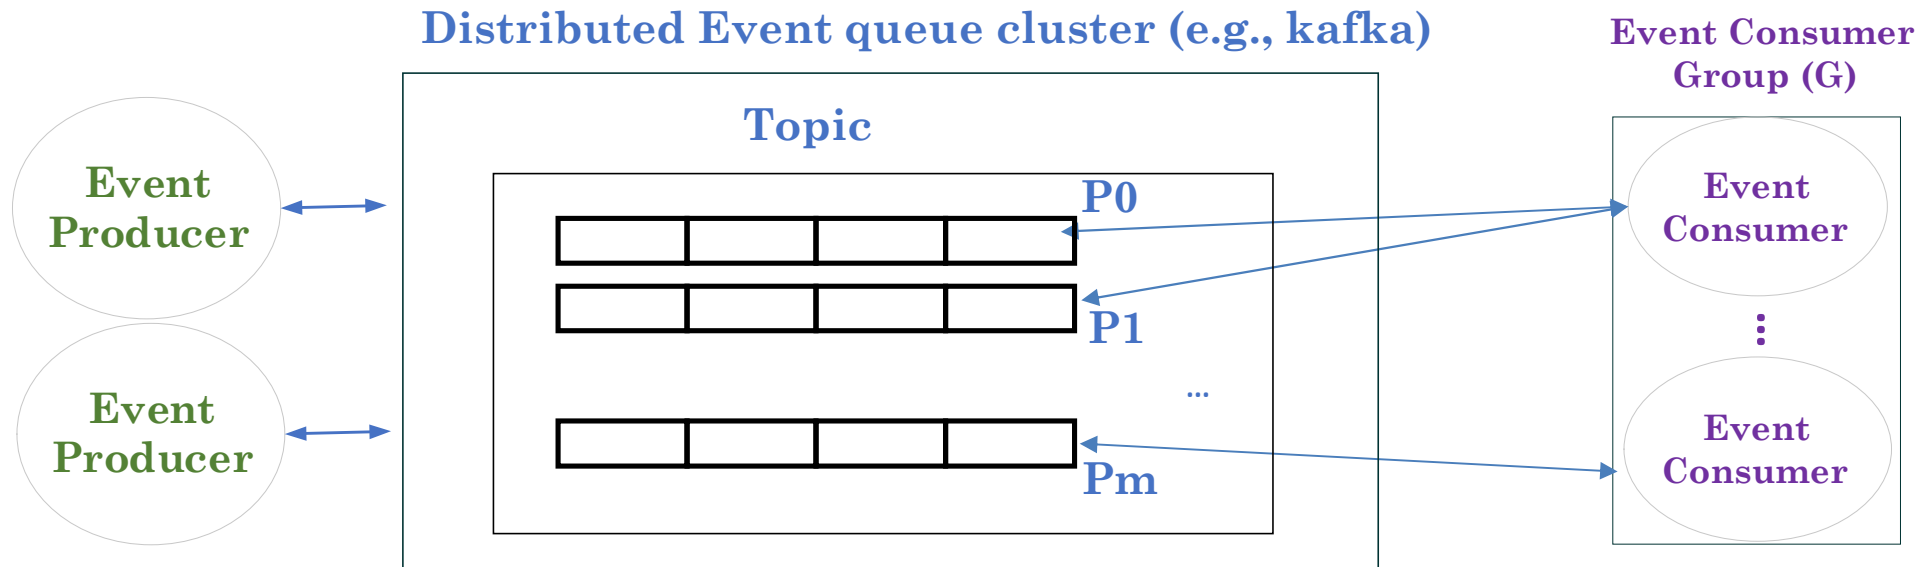 Distributed Event queue cluster (e.g., kafka)
Event Consumer
Group (G)
Topic
Event
Producer
Event
Producer
P0
P1
...
Pm
Event
Consumer
⋮
Event
Consumer